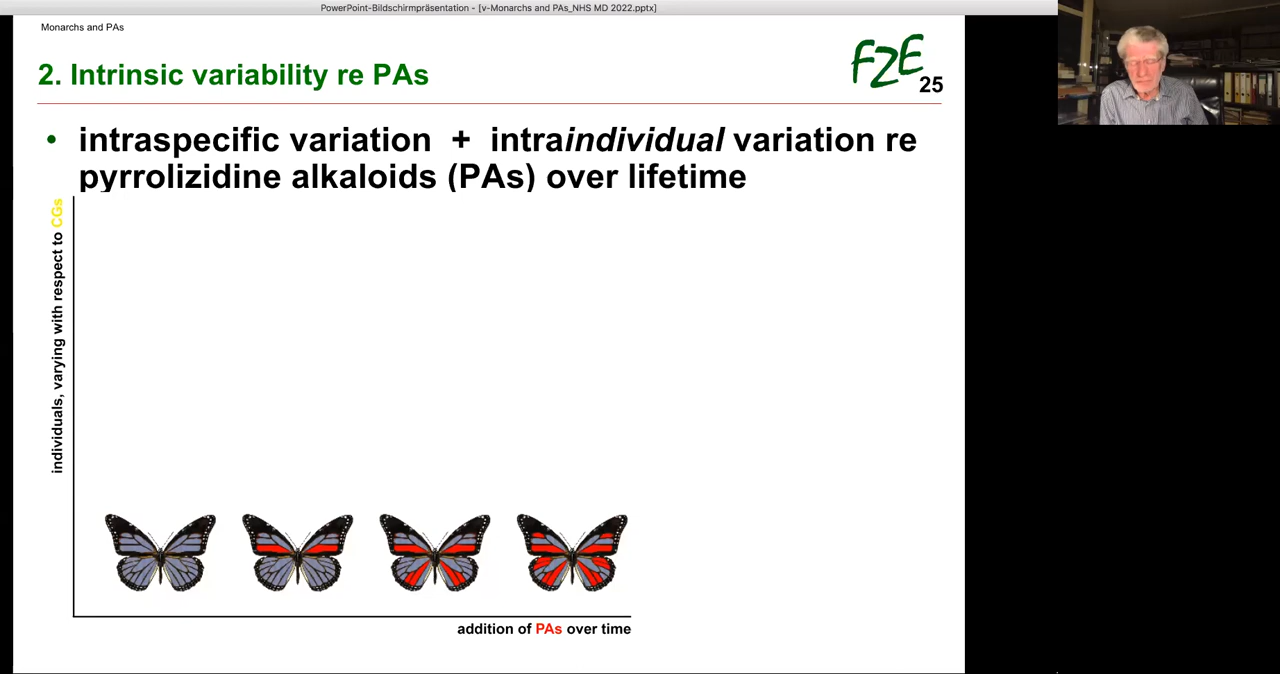 PowerPoint-Bildschirmpräsentation - [v-Monarchs and PAs_NHS MD 2022.pptx]
Monarchs and PAs
2. Intrinsic variability re PAs
FZE
25
• intraspecific variation + intraindividual variation re
pyrrolizidine alkaloids (PAs) over lifetime
individuals, varying with respect to CGs
addition of PAs over time